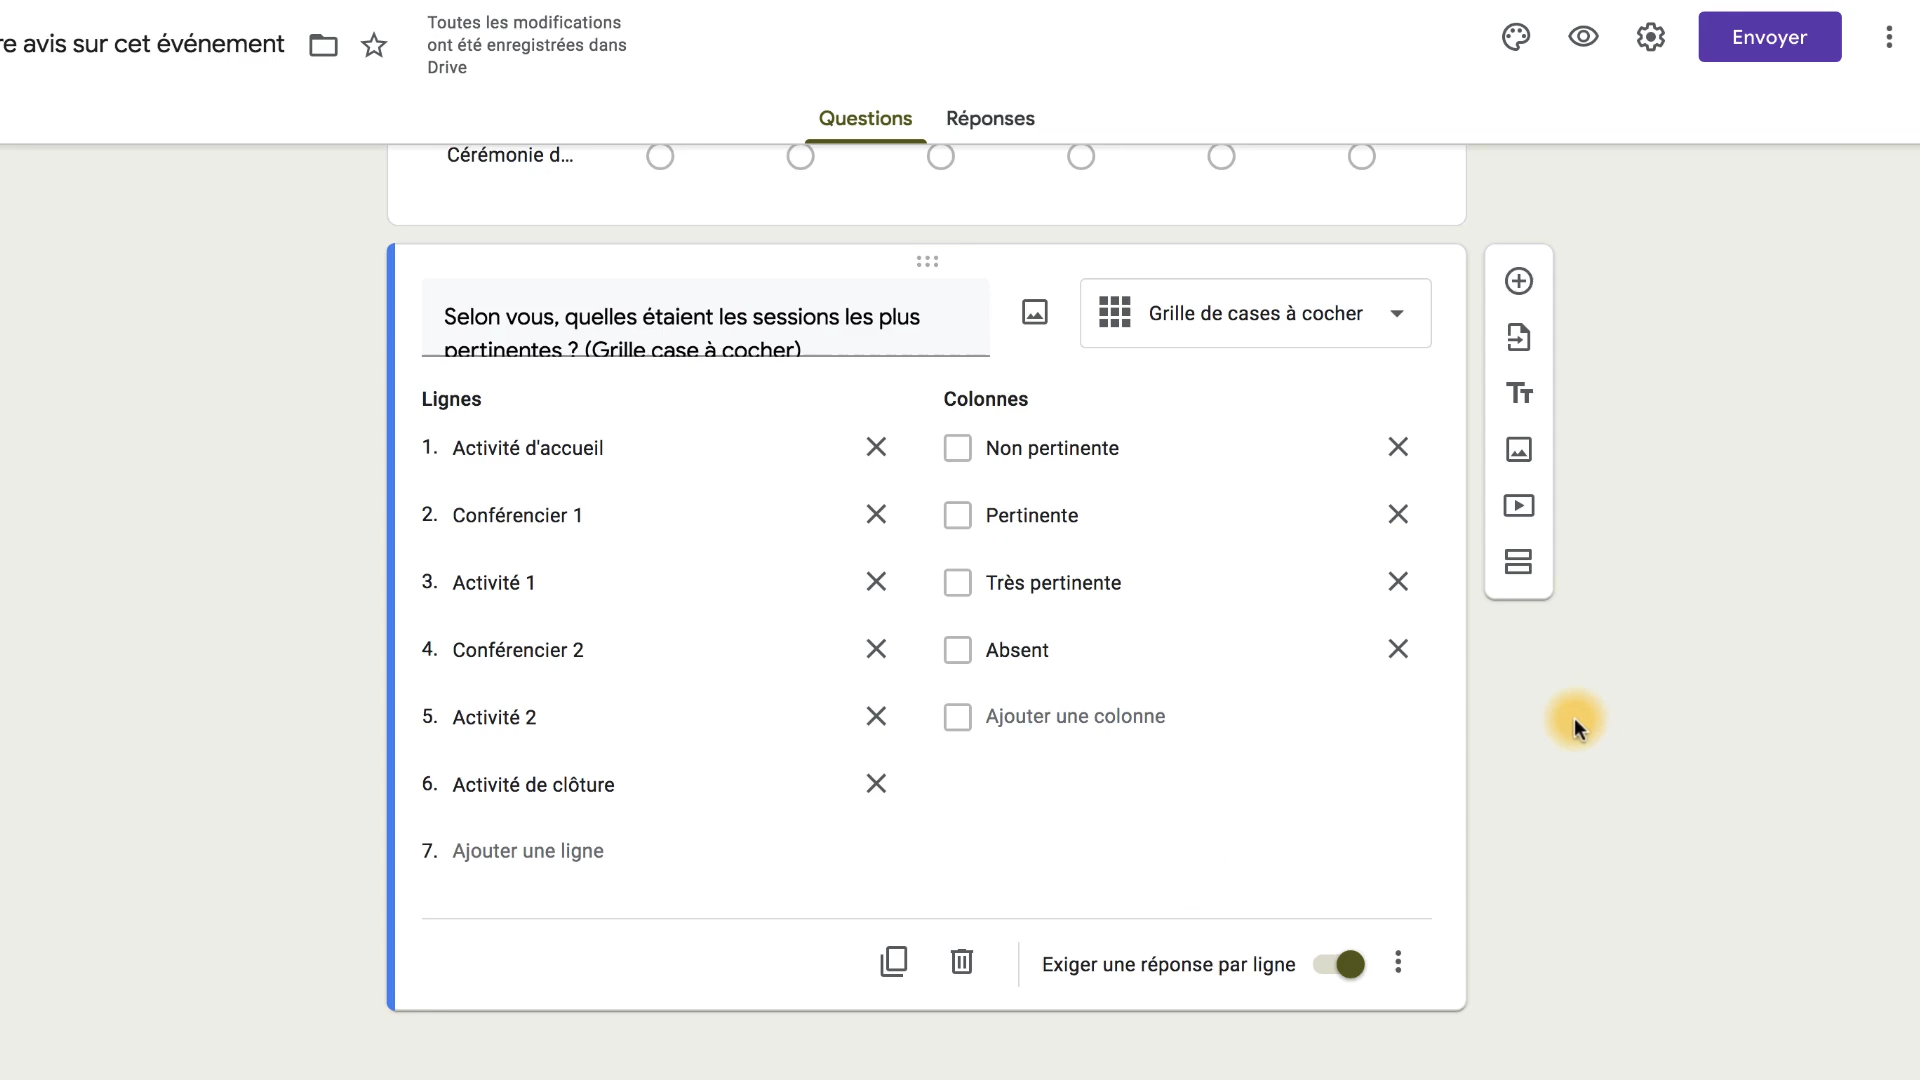 re avis sur cet événement
Toutes les modifications
ont été enregistrées dans
Drive
Envoyer
Questions
Réponses
Cérémonie d...
Selon vous, quelles étaient les sessions les plus
pertinentes ? (Grille case à cocher)
Grille de cases à cocher
Lignes
Colonnes
1. Activité d'accueil
Non pertinente
2. Conférencier 1
Pertinente
3. Activité 1
Très pertinente
4. Conférencier 2
Absent
5. Activité 2
Ajouter une colonne
6. Activité de clôture
7. Ajouter une ligne
Exiger une réponse par ligne